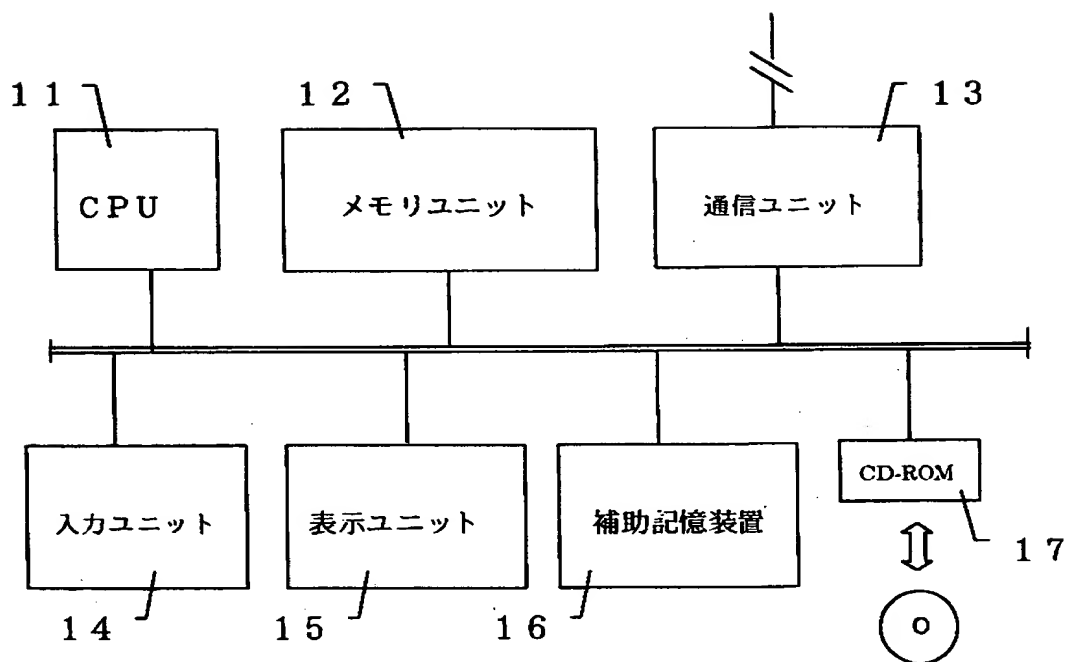 １１
１２
１３
ＣＰＵ
メモリユニット
通信ユニット
入力ユニット
表示ユニット
補助記憶装置
CD-ROM
１７
１４
１５
１６